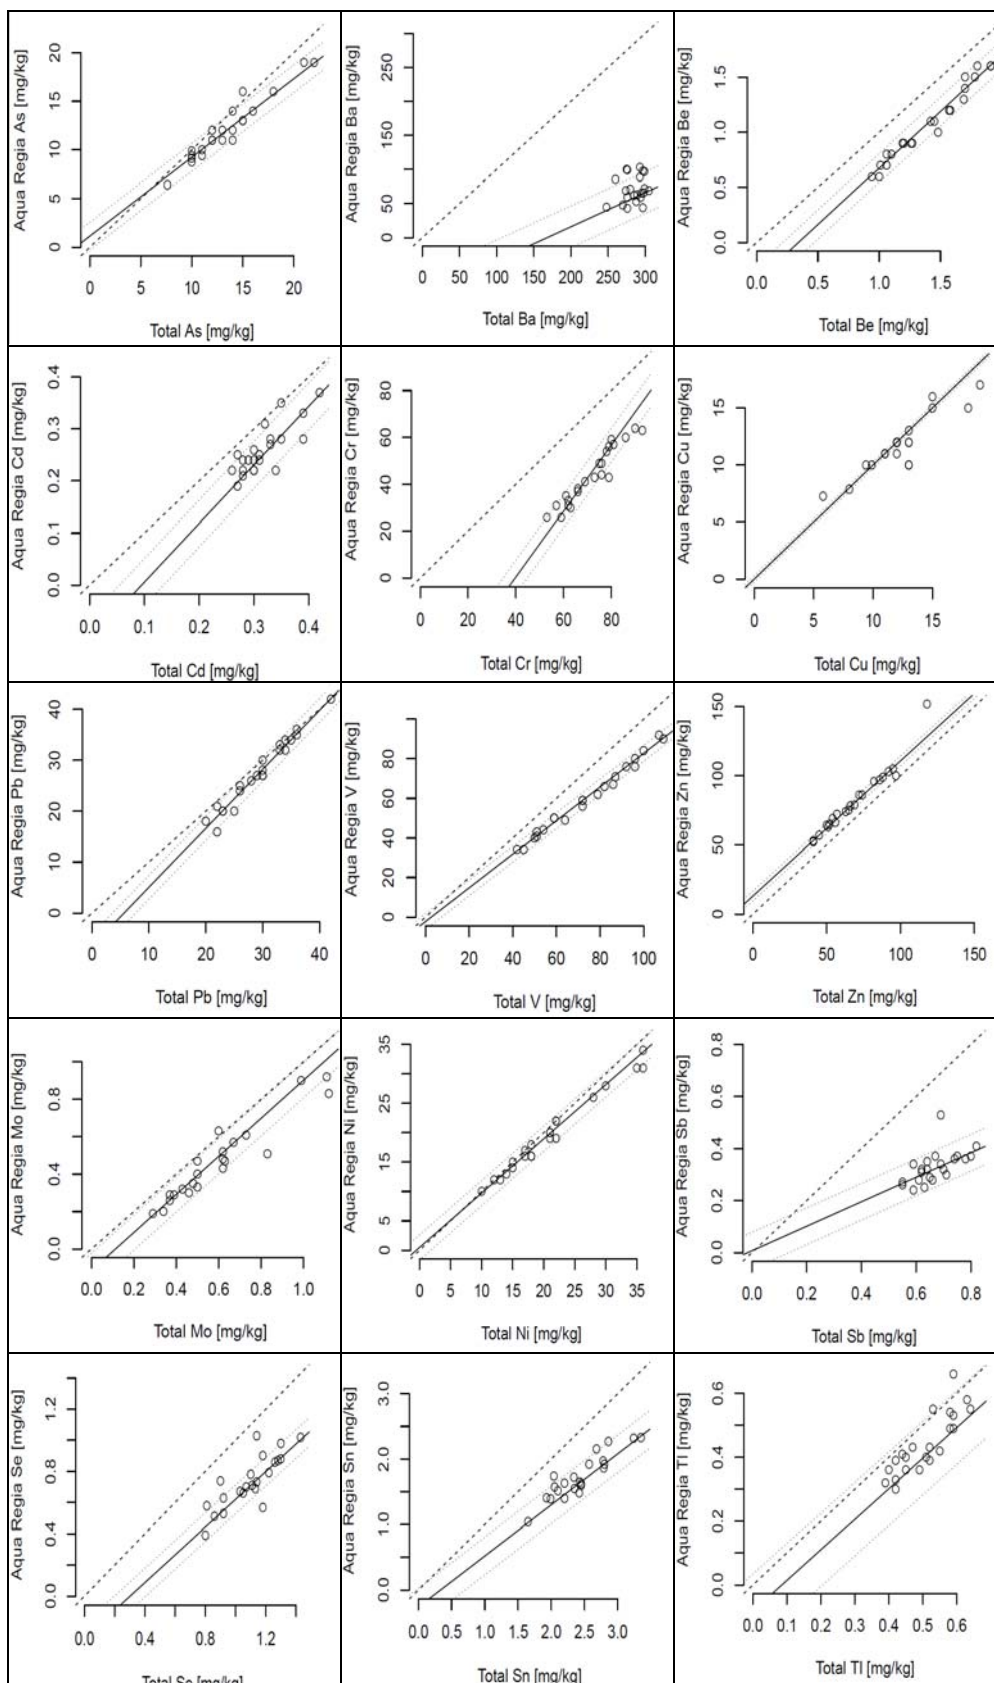 Aqua Regia As [mg/kg]
0 5 10 15 20
0 5 10 15 20
Total As [mg/kg]
Aqua Regia Ba [mg/kg]
0 50 100 150 250
0 50 100 150 200 250 300
Total Ba [mg/kg]
Aqua Regia Be [mg/kg]
0.0 0.5 1.0 1.5
0.0 0.5 1.0 1.5
Total Be [mg/kg]
Aqua Regia Cd [mg/kg]
0.0 0.1 0.2 0.3 0.4
0.0 0.1 0.2 0.3 0.4
Total Cd [mg/kg]
Aqua Regia Cr [mg/kg]
0 20 40 60 80
0 20 40 60 80
Total Cr [mg/kg]
Aqua Regia Cu [mg/kg]
0 5 10 15
0 5 10 15
Total Cu [mg/kg]
Aqua Regia Pb [mg/kg]
0 10 20 30 40
0 10 20 30 40
Total Pb [mg/kg]
Aqua Regia V [mg/kg]
0 20 40 60 80
0 20 40 60 80 100
Total V [mg/kg]
Aqua Regia Zn [mg/kg]
0 50 100 150
0 50 100 150
Total Zn [mg/kg]
Aqua Regia Mo [mg/kg]
0.0 0.4 0.8
0.0 0.2 0.4 0.6 0.8 1.0
Total Mo [mg/kg]
Aqua Regia Ni [mg/kg]
0 5 15 25 35
0 5 10 15 20 25 30 35
Total Ni [mg/kg]
Aqua Regia Sb [mg/kg]
0.0 0.2 0.4 0.6 0.8
0.0 0.2 0.4 0.6 0.8
Total Sb [mg/kg]
Aqua Regia Se [mg/kg]
0.0 0.4 0.8 1.2
0.0 0.4 0.8 1.2
Total Se [mg/kg]
Aqua Regia Sn [mg/kg]
0.0 1.0 2.0 3.0
0.0 0.5 1.0 1.5 2.0 2.5 3.0
Total Sn [mg/kg]
Aqua Regia Tl [mg/kg]
0.0 0.2 0.4 0.6
0.0 0.1 0.2 0.3 0.4 0.5 0.6
Total Tl [mg/kg]